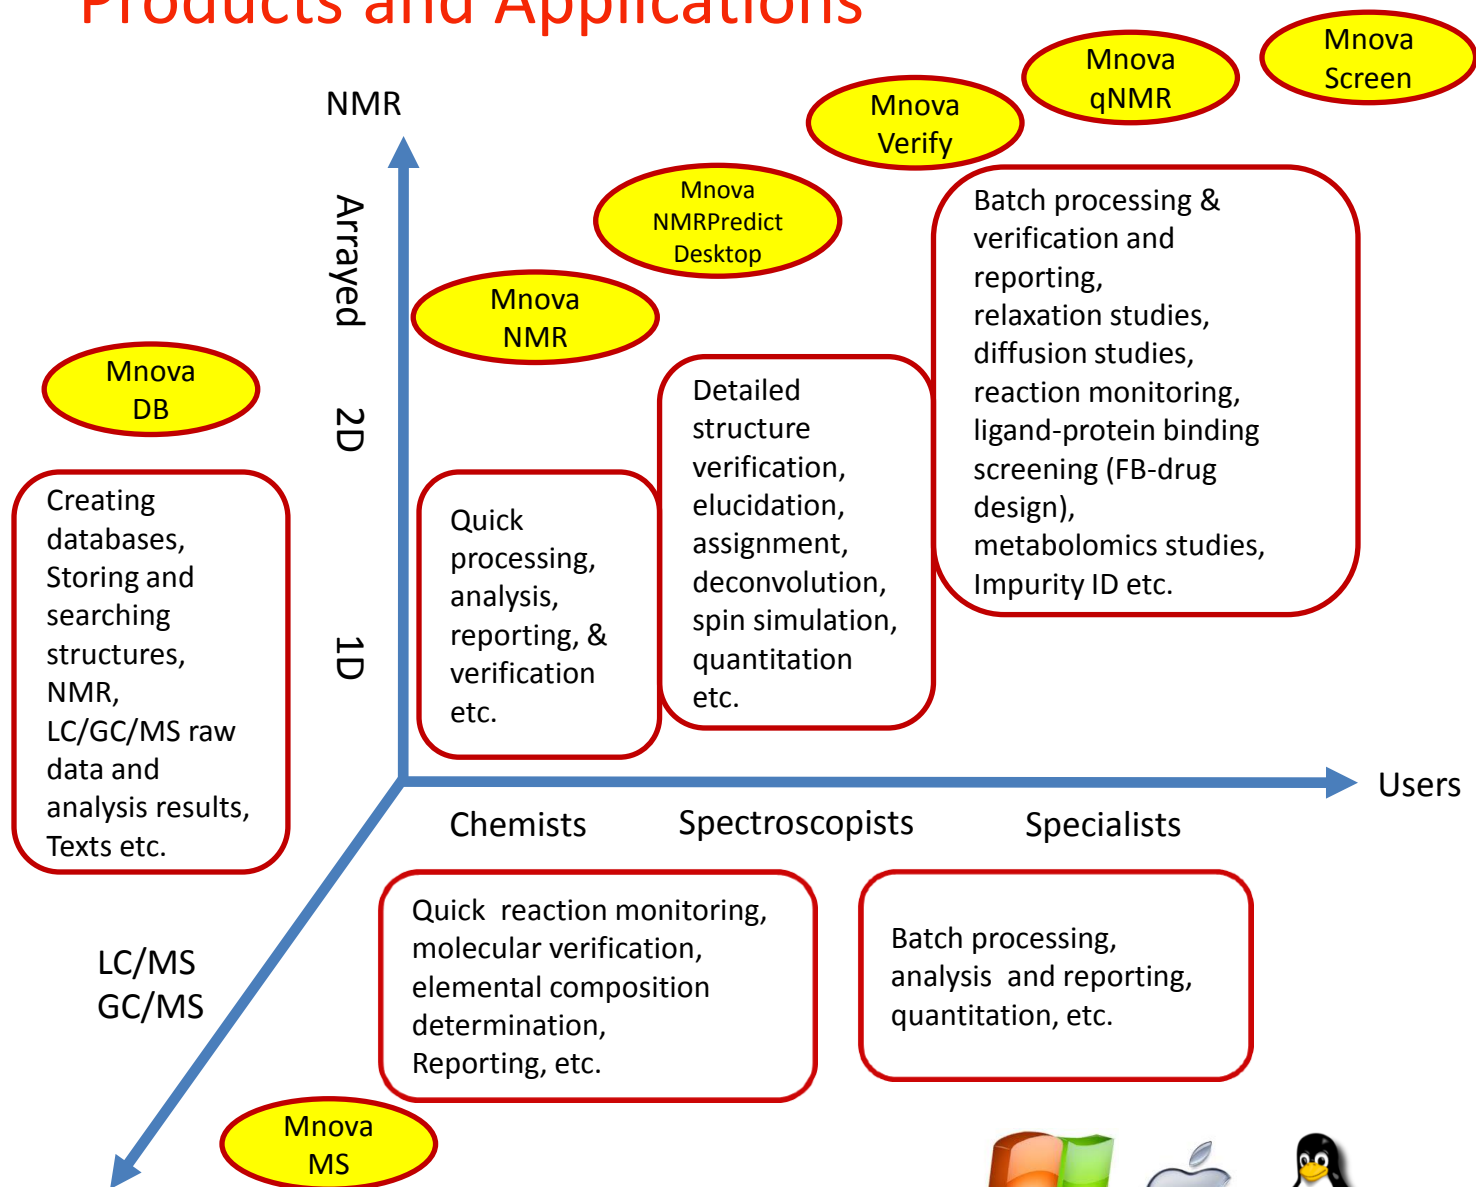 Products and Applications
Mnova
Screen
Mnova
qNMR
Mnova
Verify
Mnova
NMRPredict
Desktop
Mnova
NMR
Mnova
DB
NMR
Arrayed
2D
1D
Creating
databases,
Storing and
searching
structures,
NMR,
LC/GC/MS raw
data and
analysis results,
Texts etc.
Quick
processing,
analysis,
reporting, &
verification
etc.
Detailed
structure
verification,
elucidation,
assignment,
deconvolution,
spin simulation,
quantitation
etc.
Batch processing &
verification and
reporting,
relaxation studies,
diffusion studies,
reaction monitoring,
ligand-protein binding
screening (FB-drug
design),
metabolomics studies,
Impurity ID etc.
Users
Chemists
Spectroscopists
Specialists
LC/MS
GC/MS
Quick reaction monitoring,
molecular verification,
elemental composition
determination,
Reporting, etc.
Batch processing,
analysis and reporting,
quantitation, etc.
Mnova
MS